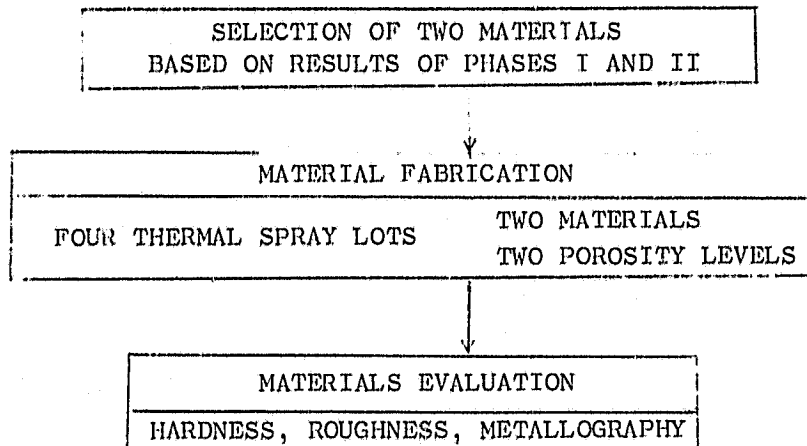 SELECTION OF TWO MATERIALS
BASED ON RESULTS OF PHASES I AND II
MATERIAL FABRICATION
FOUR THERMAL SPRAY LOTS
TWO MATERIALS
TWO POROSITY LEVELS
MATERIALS EVALUATION
HARDNESS, ROUGHNESS, METALLOGRAPHY